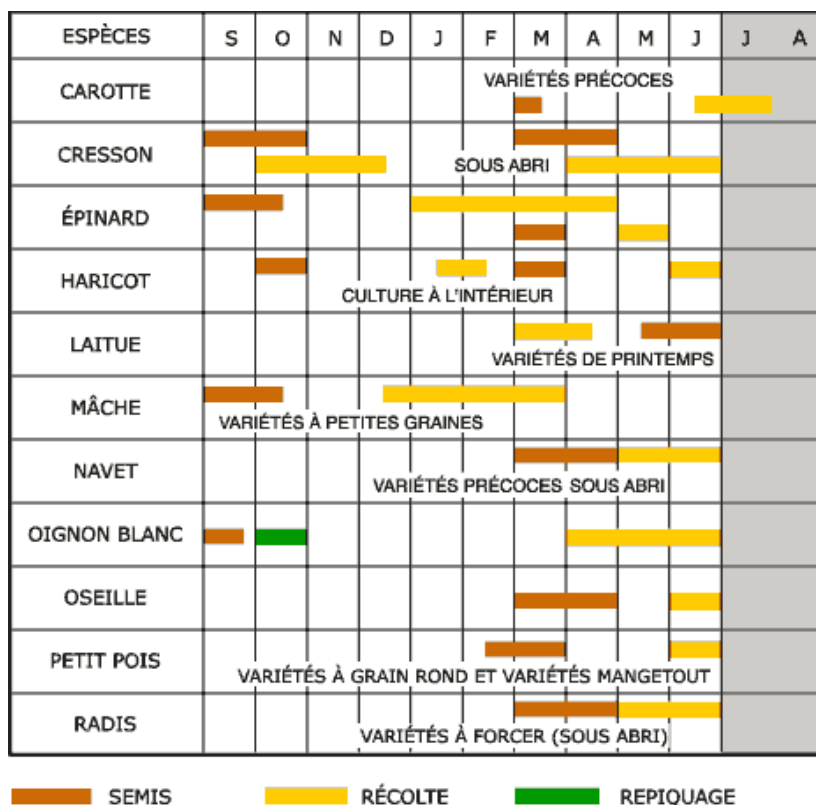 ESPÈCES S O N D J F M A M J J A
VARIÉTÉS PRÉCOCES
CAROTTE
CRESSON SOUS ABRI
ÉPINARD
HARICOT
CULTURE À L'INTÉRIEUR
LAITUE
VARIÉTÉS DE PRINTEMPS
MÂCHE
VARIÉTÉS À PETITES GRAINES
NAVET
VARIÉTÉS PRÉCOCES SOUS ABRI
OIGNON BLANC
OSEILLE
PETIT POIS
VARIÉTÉS À GRAIN ROND ET VARIÉTÉS MANGETOUT
RADIS
VARIÉTÉS À FORCER (SOUS ABRI)
SEMIS RÉCOLTE REPIQUAGE